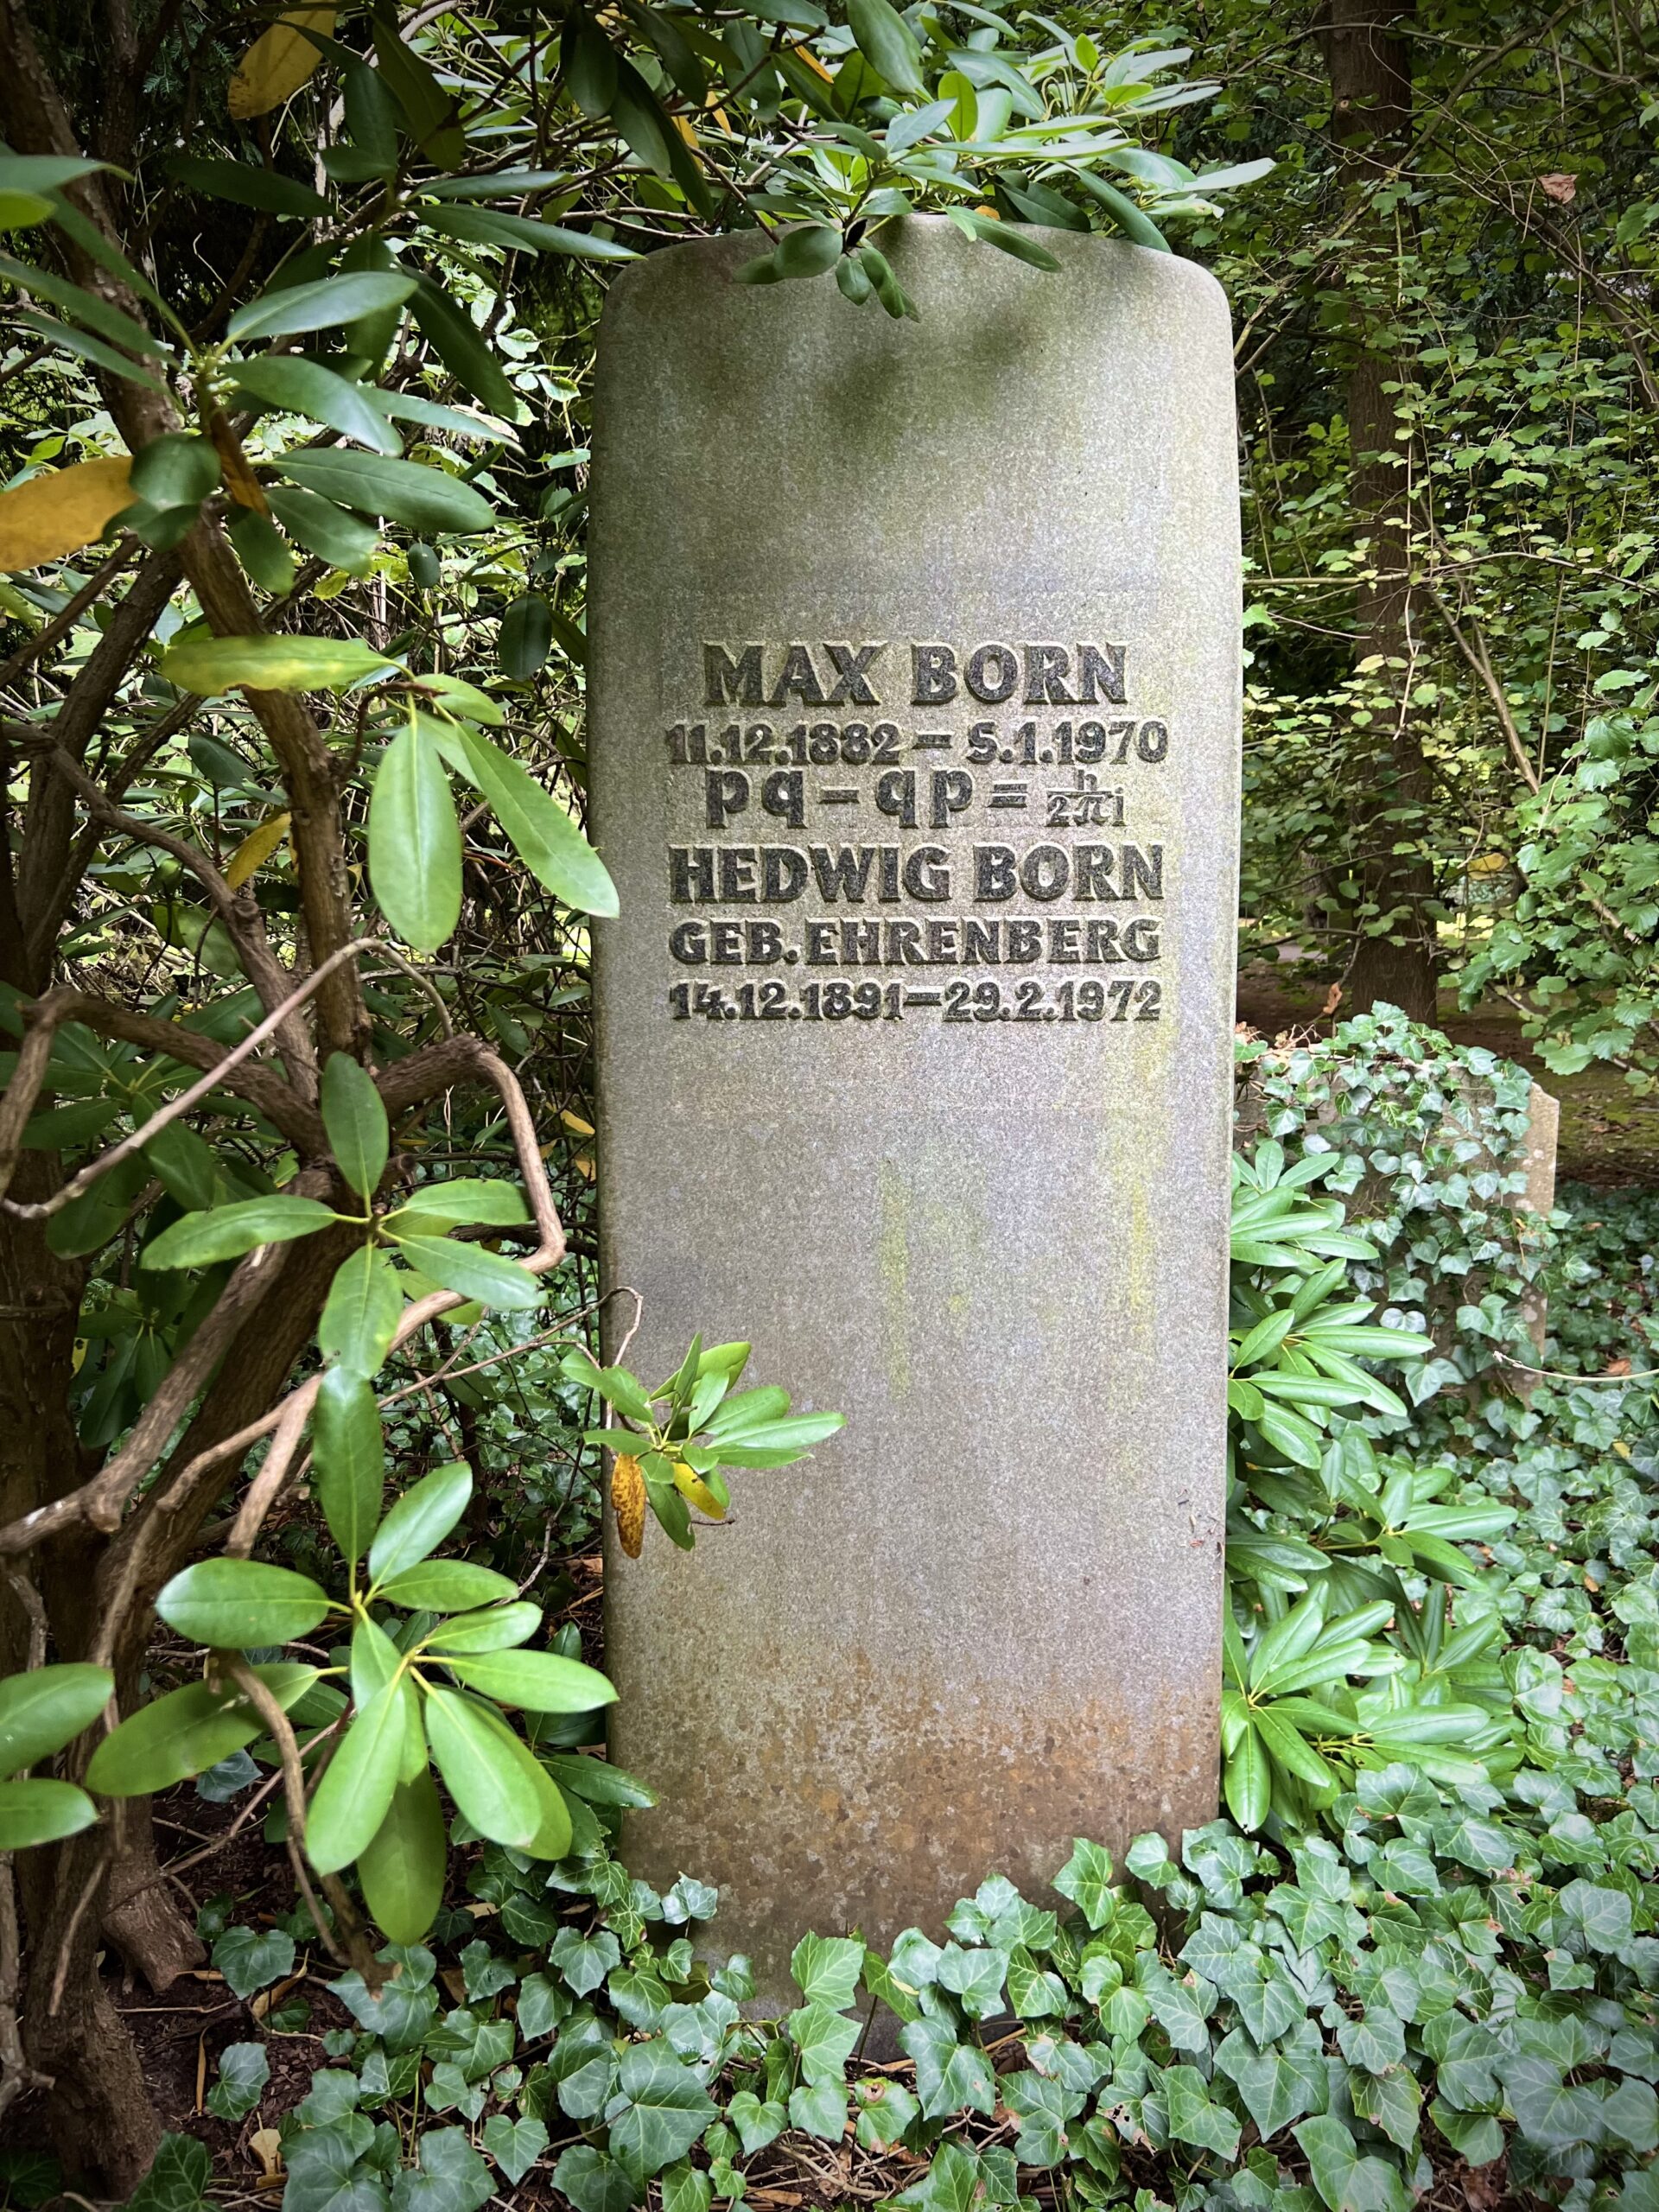 MAX BORN
11.12.1882 – 5.1.1970
pq – qp = h/2πi
HEDWIG BORN
GEB. EHRENBERG
14.12.1891 – 29.2.1972